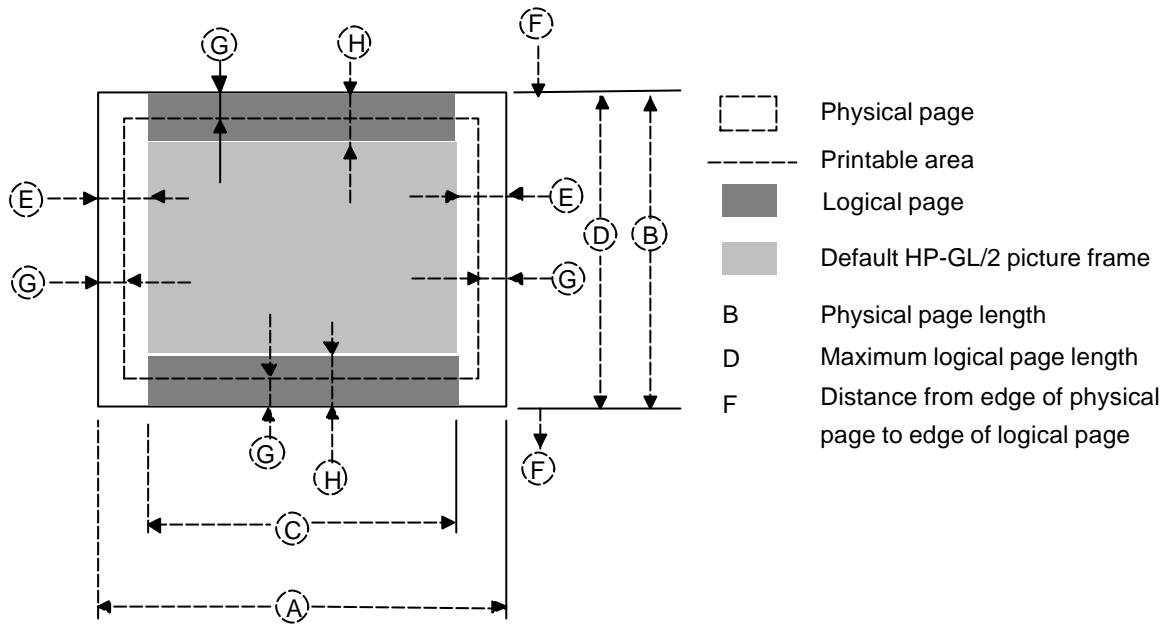 F
G
H
E
E
G
G
D
B
G
H
F
C
A
Physical page
Printable area
Logical page
Default HP-GL/2 picture frame
B Physical page length
D Maximum logical page length
F Distance from edge of physical
page to edge of logical page